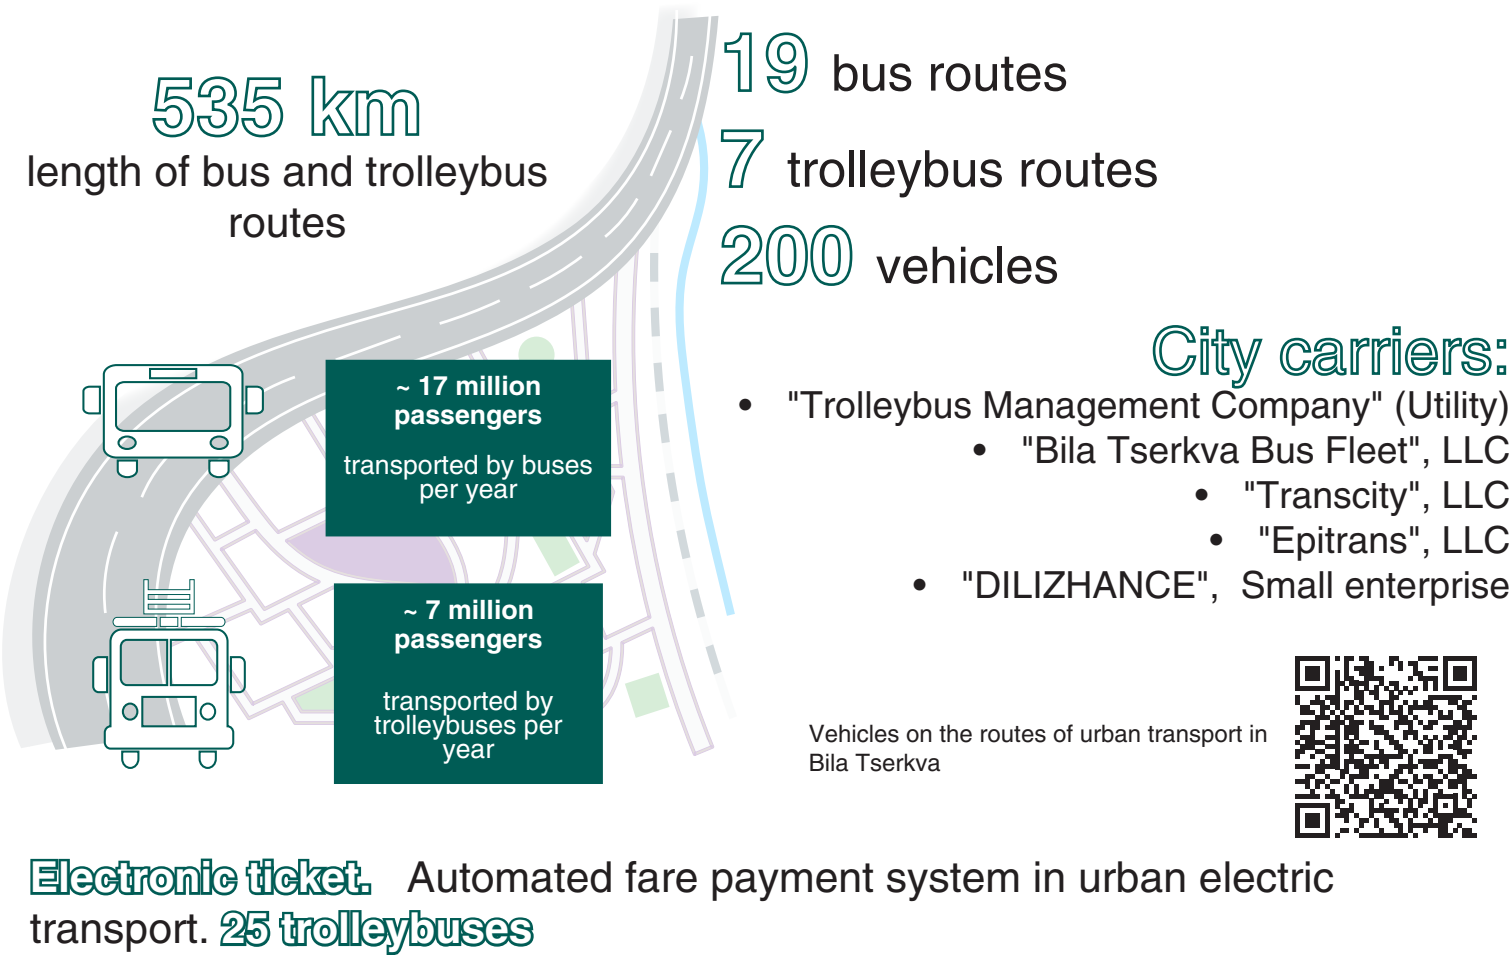 535 km
length of bus and trolleybus
routes
19 bus routes
7 trolleybus routes
200 vehicles
~ 17 million
passengers
transported by buses
per year
~ 7 million
passengers
transported by
trolleybuses per
year
City carriers:
• "Trolleybus Management Company" (Utility)
• "Bila Tserkva Bus Fleet", LLC
• "Transcity", LLC
• "Epitrans", LLC
• "DILIZHANCE", Small enterprise
Vehicles on the routes of urban transport in
Bila Tserkva
Electronic ticket. Automated fare payment system in urban electric
transport. 25 trolleybuses